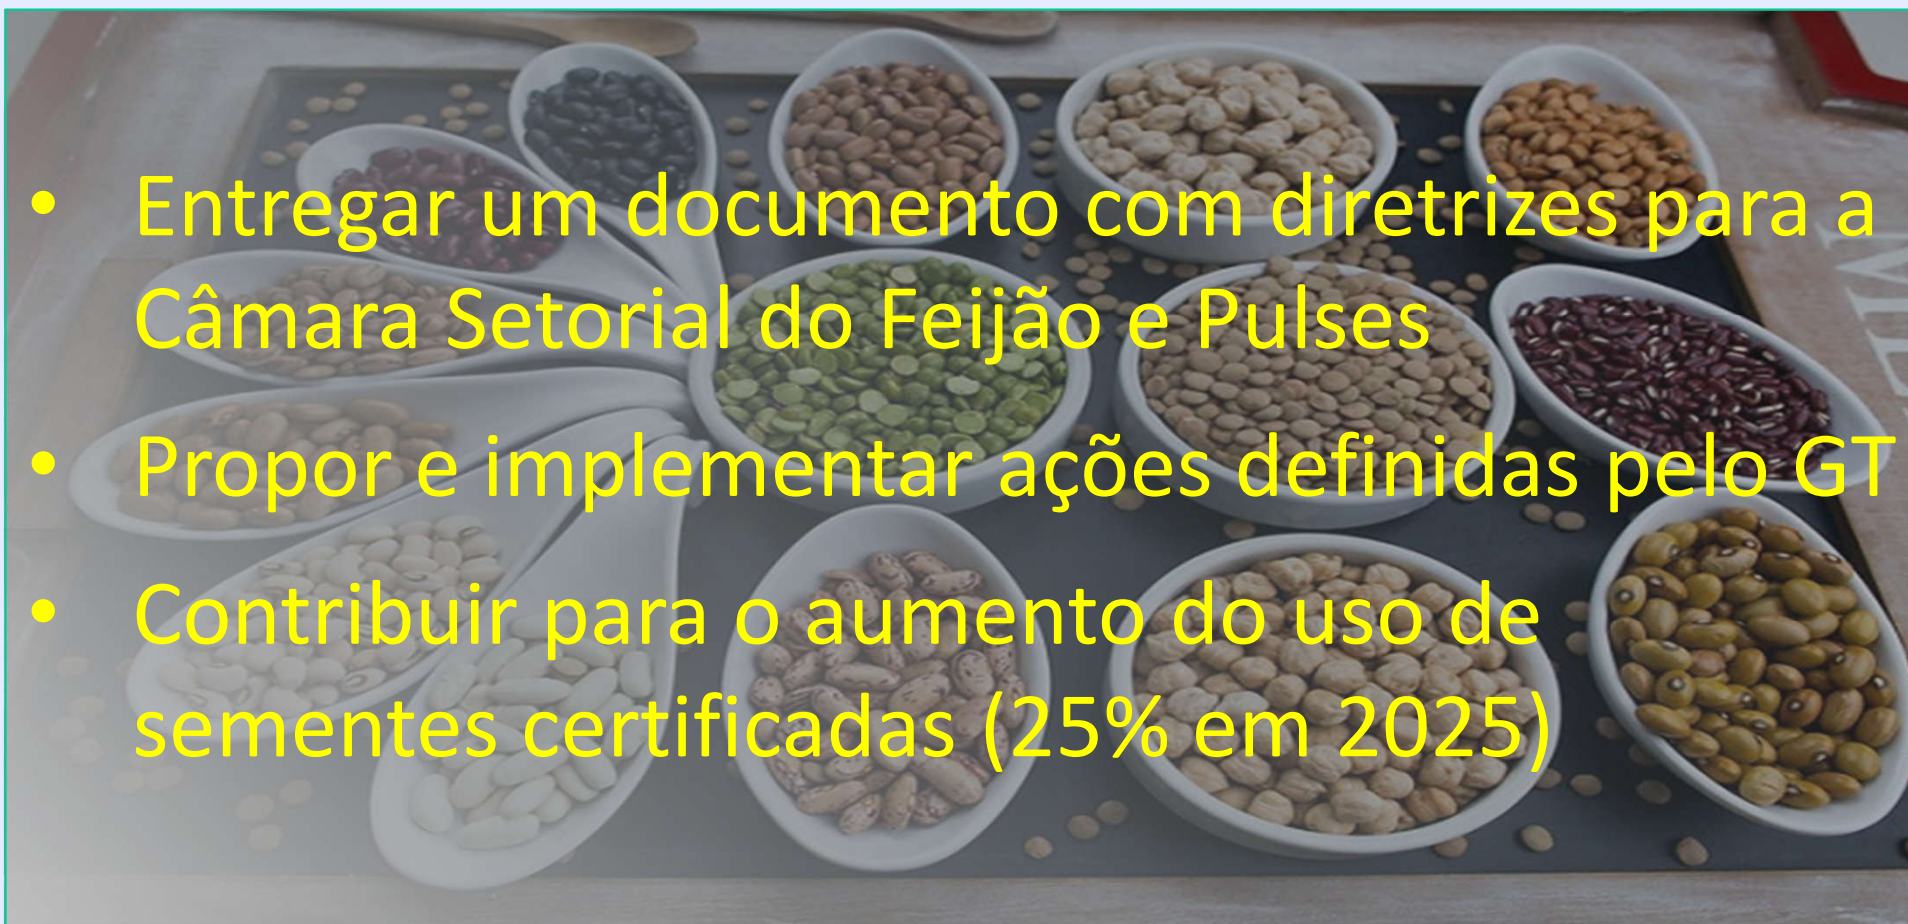 • Entregar um documento com diretrizes para a
Câmara Setorial do Feijão e Pulses
• Propor e implementar ações definidas pelo GT
• Contribuir para o aumento do uso de
sementes certificadas (25% em 2025)